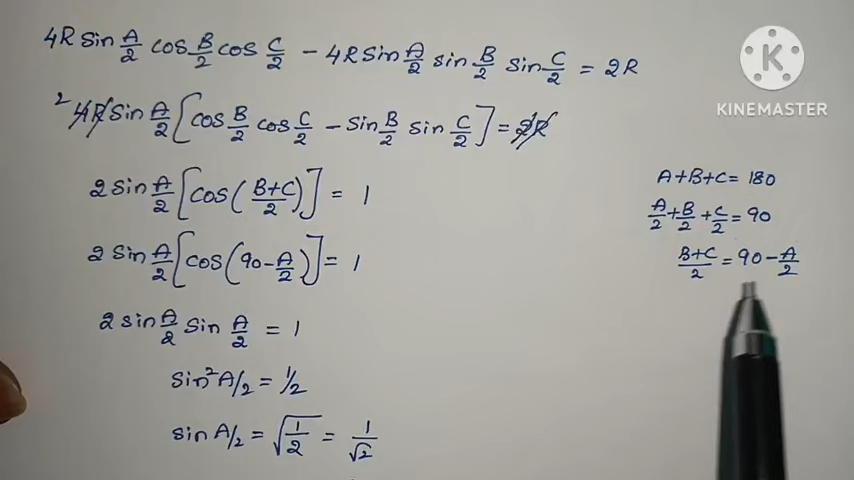 4R sin A/2 cos B/2 cos C/2 - 4R sin A/2 sin B/2 sin C/2 = 2R
2 4R sin A/2 [cos B/2 cos C/2 - sin B/2 sin C/2] = 2R
2 sin A/2 [cos (B+C/2)] = 1
2 sin A/2 [cos (90 - A/2)] = 1
2 sin A/2 sin A/2 = 1
sin² A/2 = 1/2
sin A/2 = √1/2 = 1/√2
KINEMASTER
A+B+C = 180
A/2 + B/2 + C/2 = 90
B+C/2 = 90 - A/2